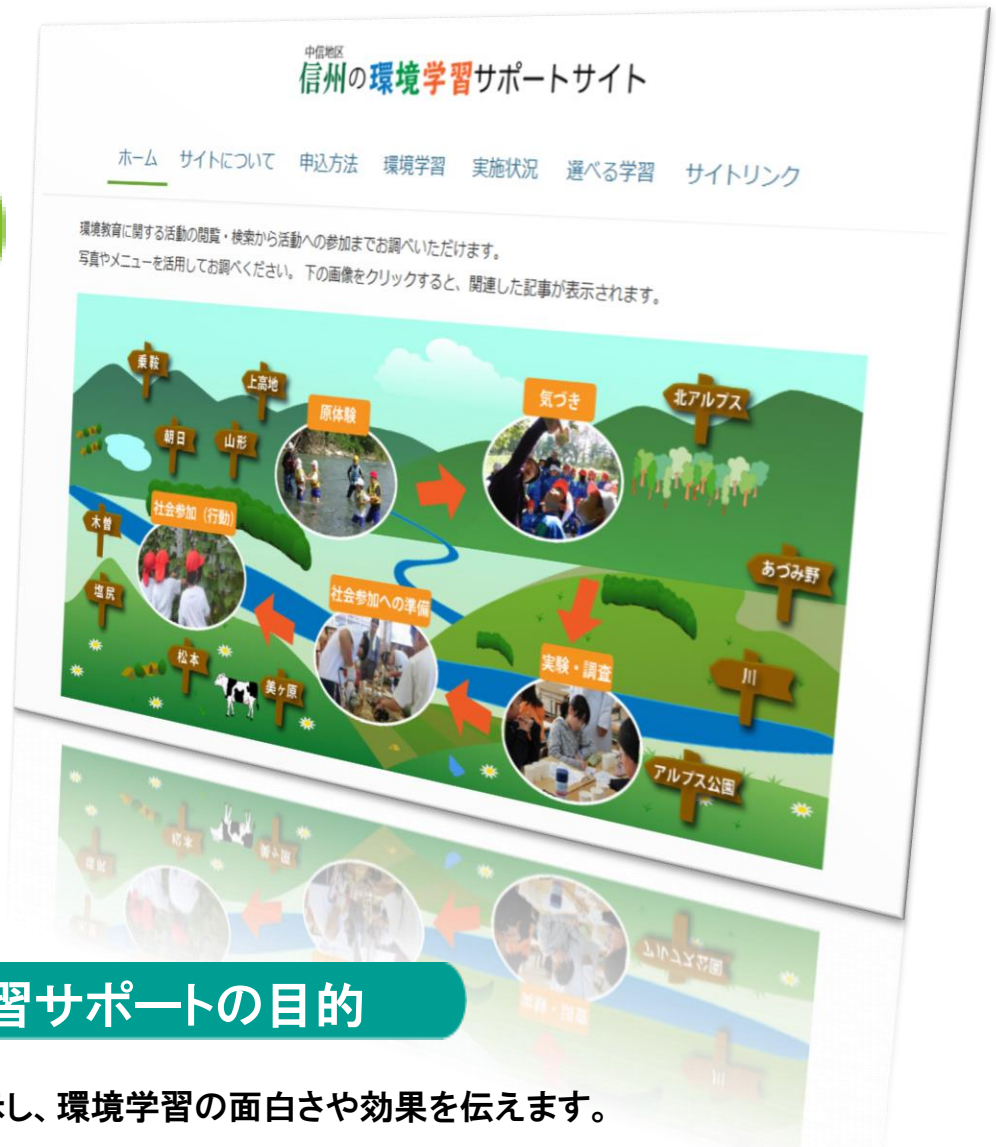 中信地区
信州の環境学習サポートサイト
ホーム サイトについて 申込方法 環境学習 実施状況 選べる学習 サイトリンク
環境教育に関する活動の閲覧・検索から活動への参加までお調べいただけます。
写真やメニューを活用してお調べください。 下の画像をクリックすると、関連した記事が表示されます。
乗鞍
上高地
原体験
気づき
北アルプス
朝日
山形
社会参加（行動）
木曽
あづみ野
塩尻
社会参加への準備
松本
実験・調査
川
美ヶ原
アルプス公園
習サポートの目的
し、環境学習の面白さや効果を伝えます。